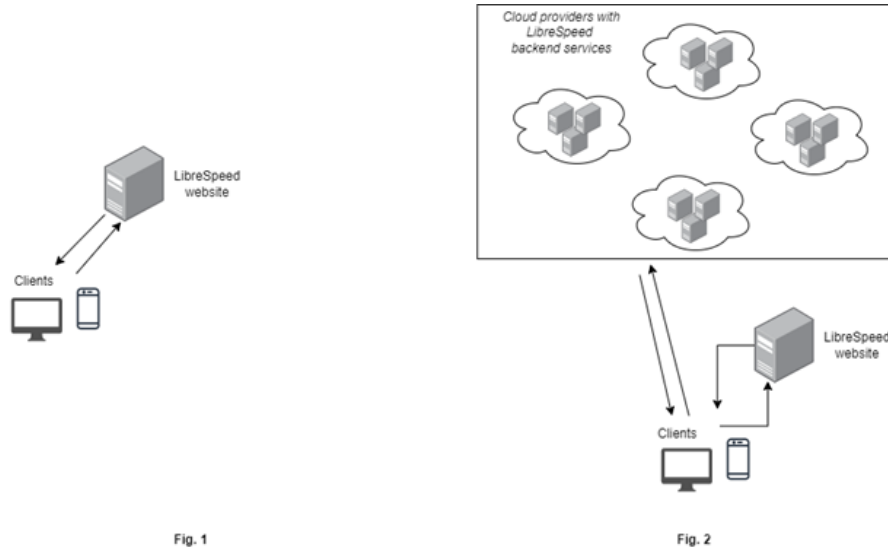 LibreSpeed
website
Clients
Fig. 1
Cloud providers with
LibreSpeed
backend services
LibreSpeed
website
Clients
Fig. 2